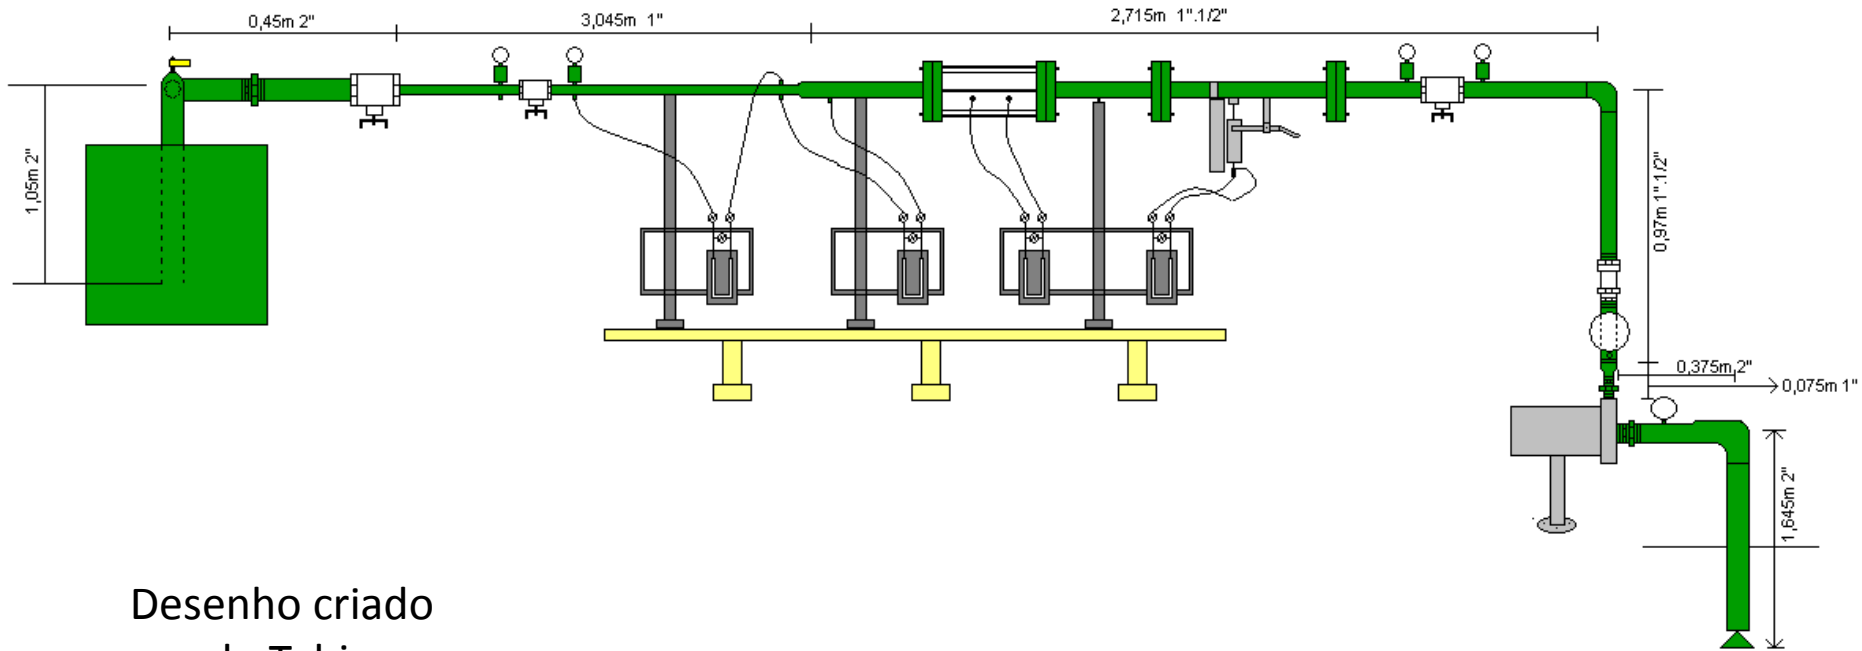 0,45m 2"
3,045m 1"
2,715m 1".1/2"
1,05m 2"
0,97m 1".1/2"
0,375m 2"
0,075m 1"
1,645m 2"
Desenho criado